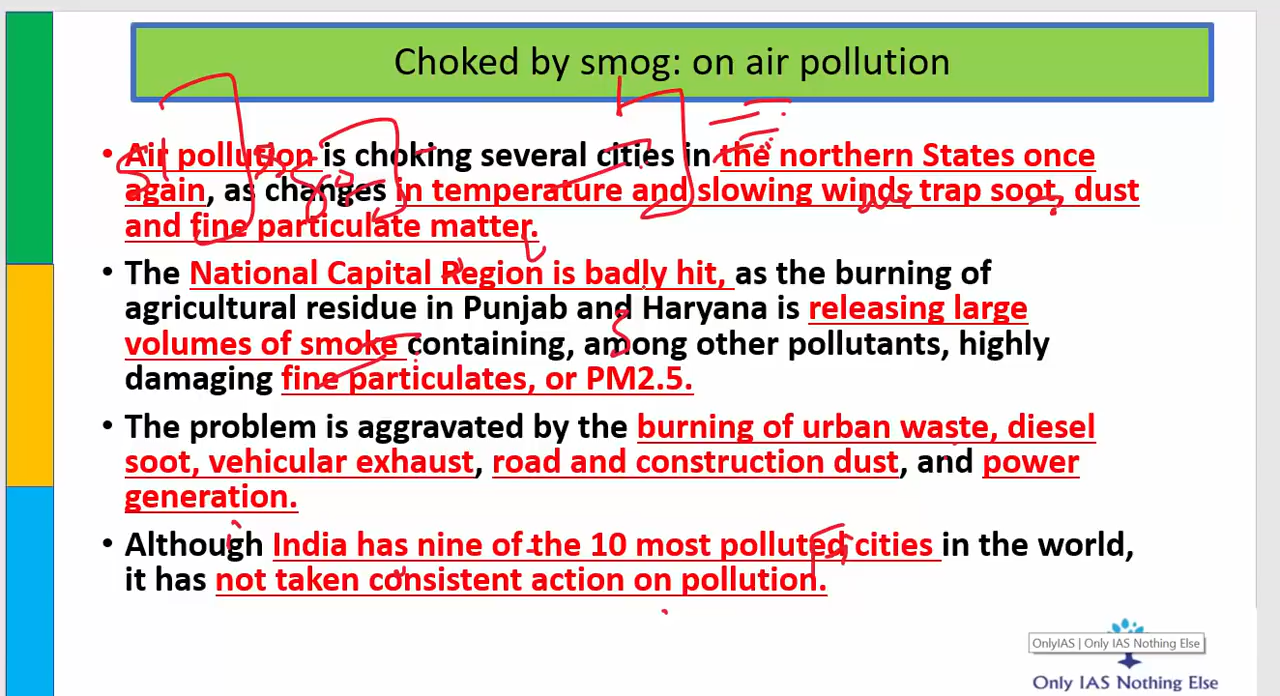 Choked by smog: on air pollution
• Air pollution is choking several cities in the northern States once
again, as changes in temperature and slowing winds trap soot, dust
and fine particulate matter.
• The National Capital Region is badly hit, as the burning of
agricultural residue in Punjab and Haryana is releasing large
volumes of smoke containing, among other pollutants, highly
damaging fine particulates, or PM2.5.
• The problem is aggravated by the burning of urban waste, diesel
soot, vehicular exhaust, road and construction dust, and power
generation.
• Although India has nine of the 10 most polluted cities in the world,
it has not taken consistent action on pollution.
OnlyIAS | Only IAS Nothing Else
Only IAS Nothing Else